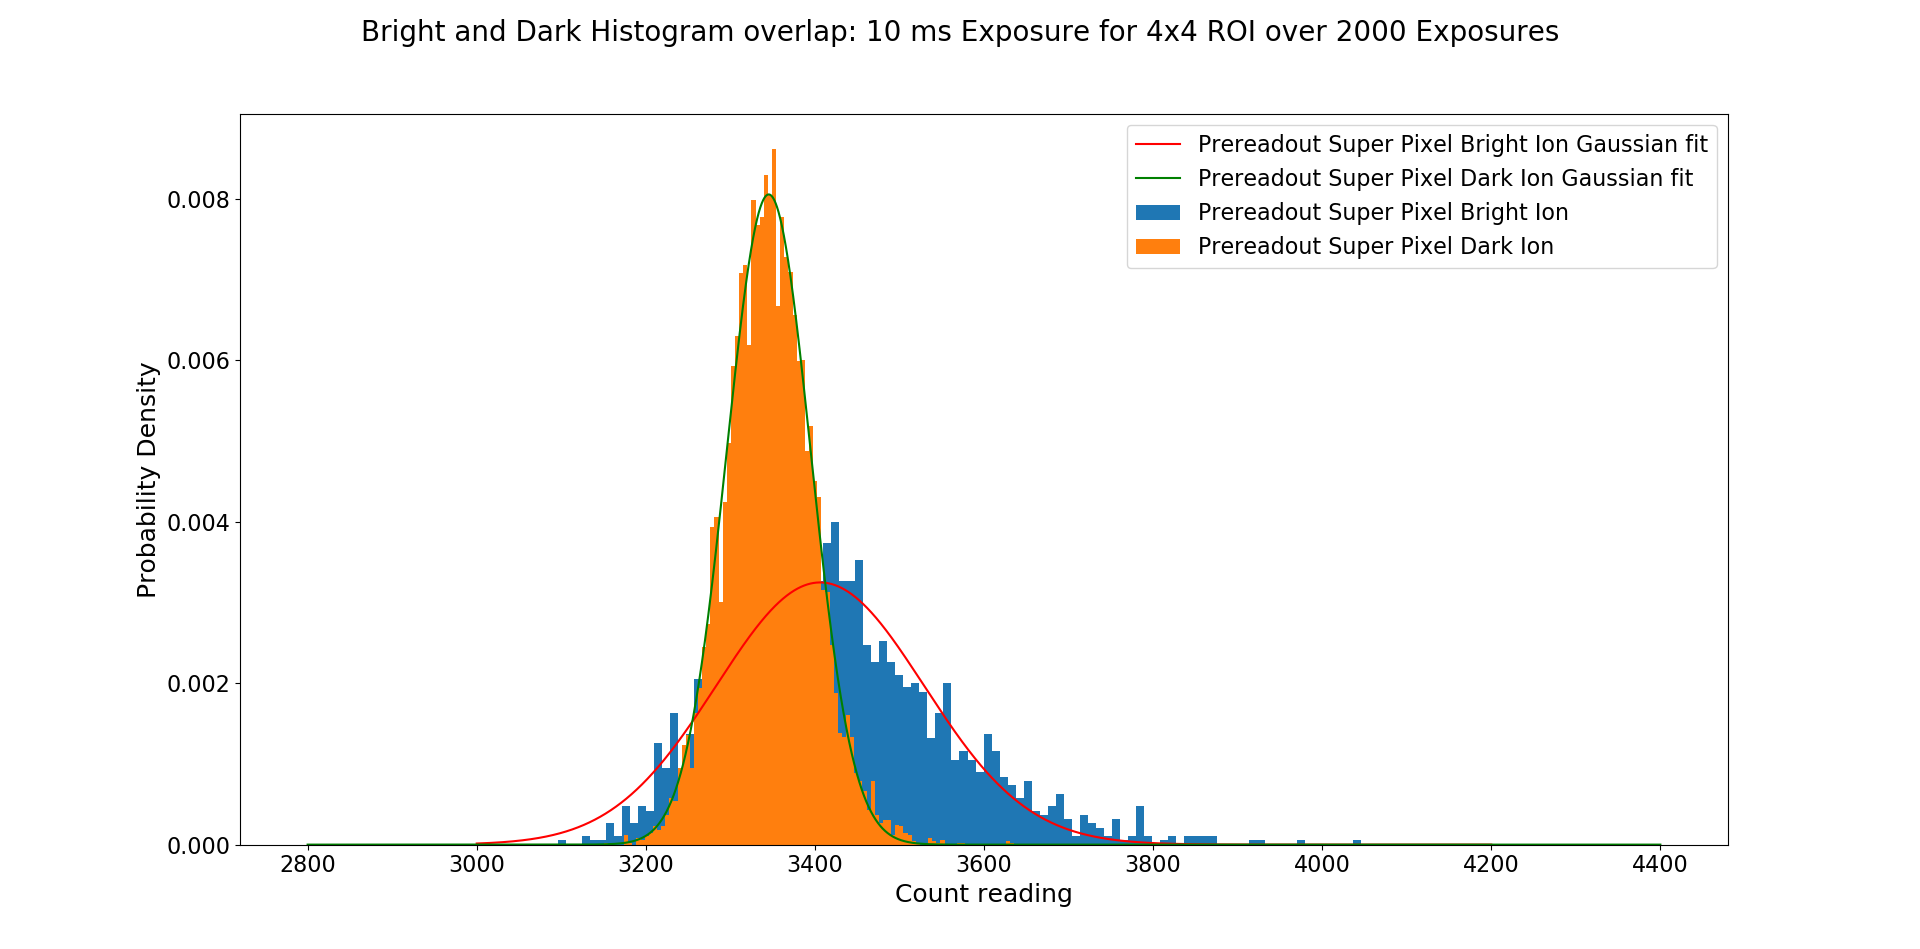 Bright and Dark Histogram overlap: 10 ms Exposure for 4x4 ROI over 2000 Exposures
Prereadout Super Pixel Bright Ion Gaussian fit
Prereadout Super Pixel Dark Ion Gaussian fit
Prereadout Super Pixel Bright Ion
Prereadout Super Pixel Dark Ion
Probability Density
0.008
0.006
0.004
0.002
0.000
2800 3000 3200 3400 3600 3800 4000 4200 4400
Count reading